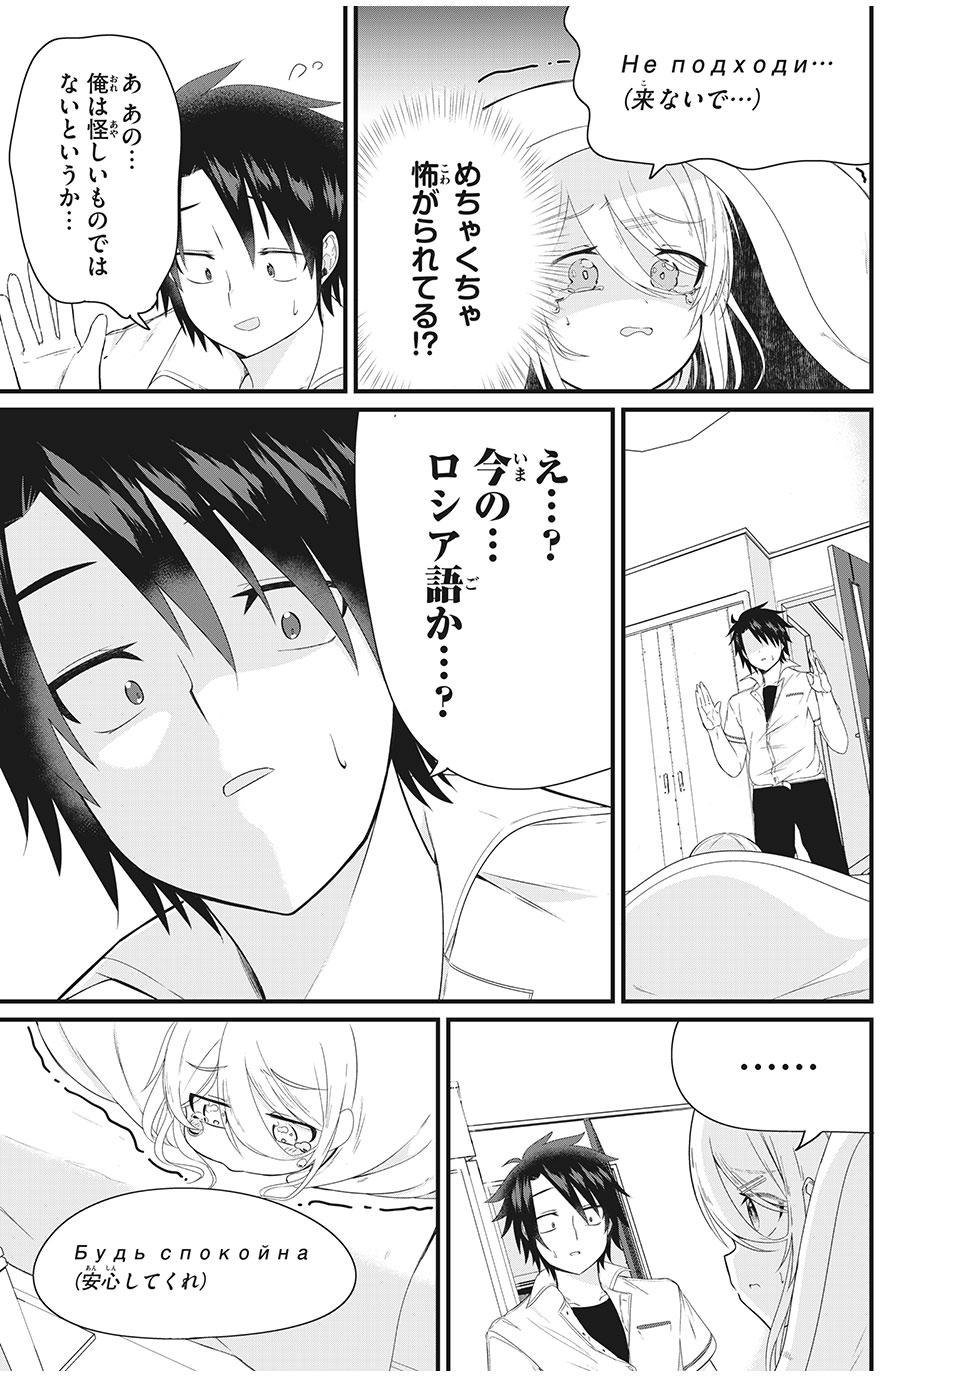 Не подходи…
(来ないで…)
めちゃくちゃ
怖がられてる!?
あ あの…
俺は怪しいものでは
ないというか…
え…?
今の…
ロシア語か…?
……
Будь спокойна
(安心してくれ)